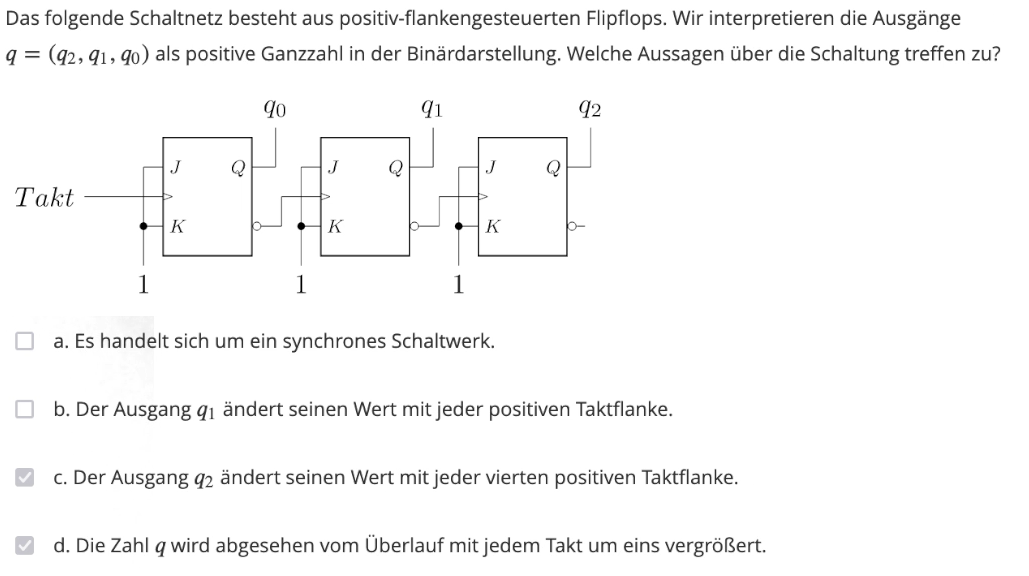 Das folgende Schaltnetz besteht aus positiv-flankengesteuerten Flipflops. Wir interpretieren die Ausgänge
q = (q₂, q₁, q₀) als positive Ganzzahl in der Binärdarstellung. Welche Aussagen über die Schaltung treffen zu?
q₀ q₁ q₂
J Q J Q J Q
Takt
K K K
1 1 1
a. Es handelt sich um ein synchrones Schaltwerk.
b. Der Ausgang q₁ ändert seinen Wert mit jeder positiven Taktflanke.
c. Der Ausgang q₂ ändert seinen Wert mit jeder vierten positiven Taktflanke.
d. Die Zahl q wird abgesehen vom Überlauf mit jedem Takt um eins vergrößert.